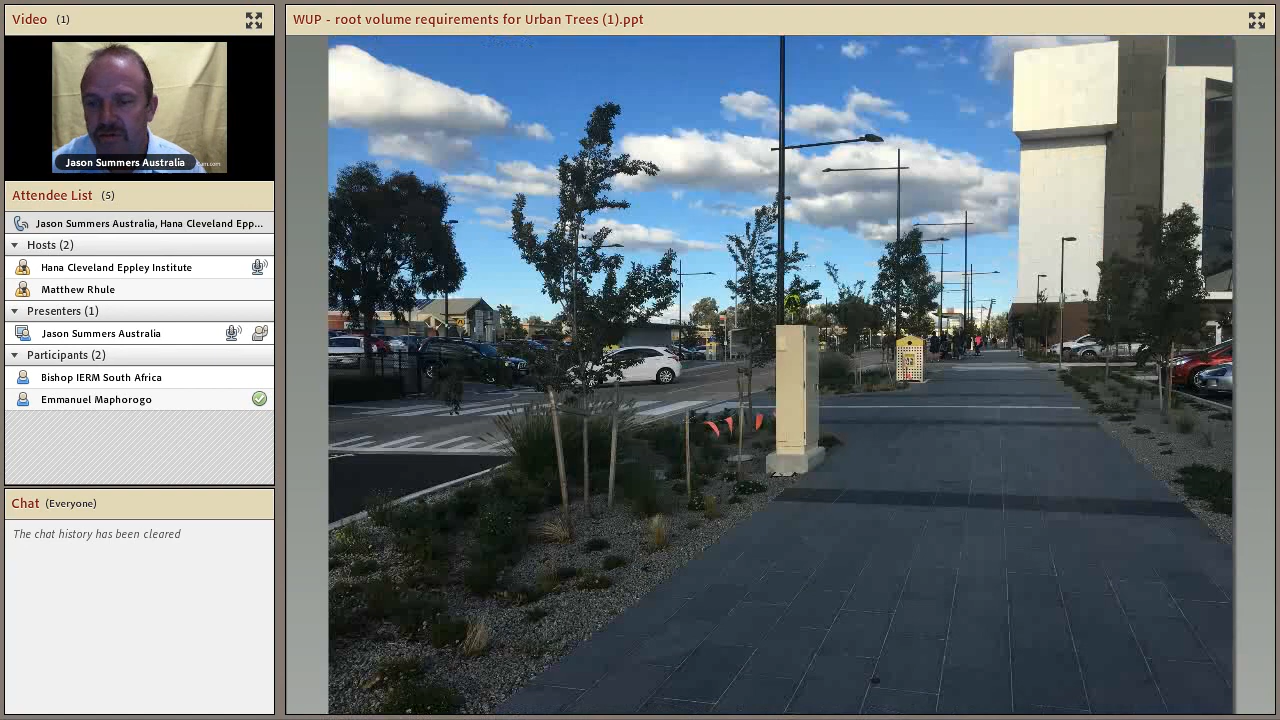 Video (1)
Jason Summers Australia
Attendee List (5)
Jason Summers Australia, Hana Cleveland Epp...
Hosts (2)
Hana Cleveland Eppley Institute
Matthew Rhule
Presenters (1)
Jason Summers Australia
Participants (2)
Bishop IERM South Africa
Emmanuel Maphorogo
Chat (Everyone)
The chat history has been cleared
WUP - root volume requirements for Urban Trees (1).ppt